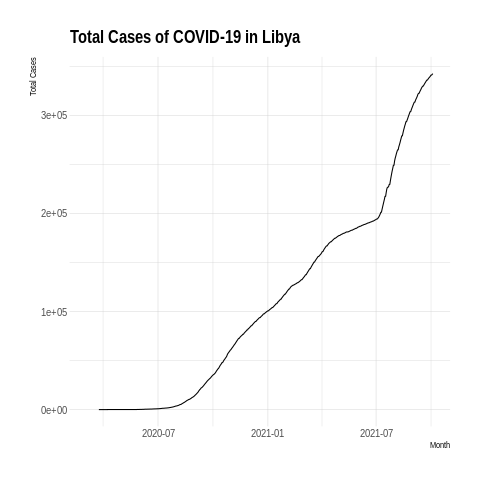 Total Cases of COVID-19 in Libya
Total Cases
3e+05
2e+05
1e+05
0e+00
2020-07 2021-01 2021-07
Month